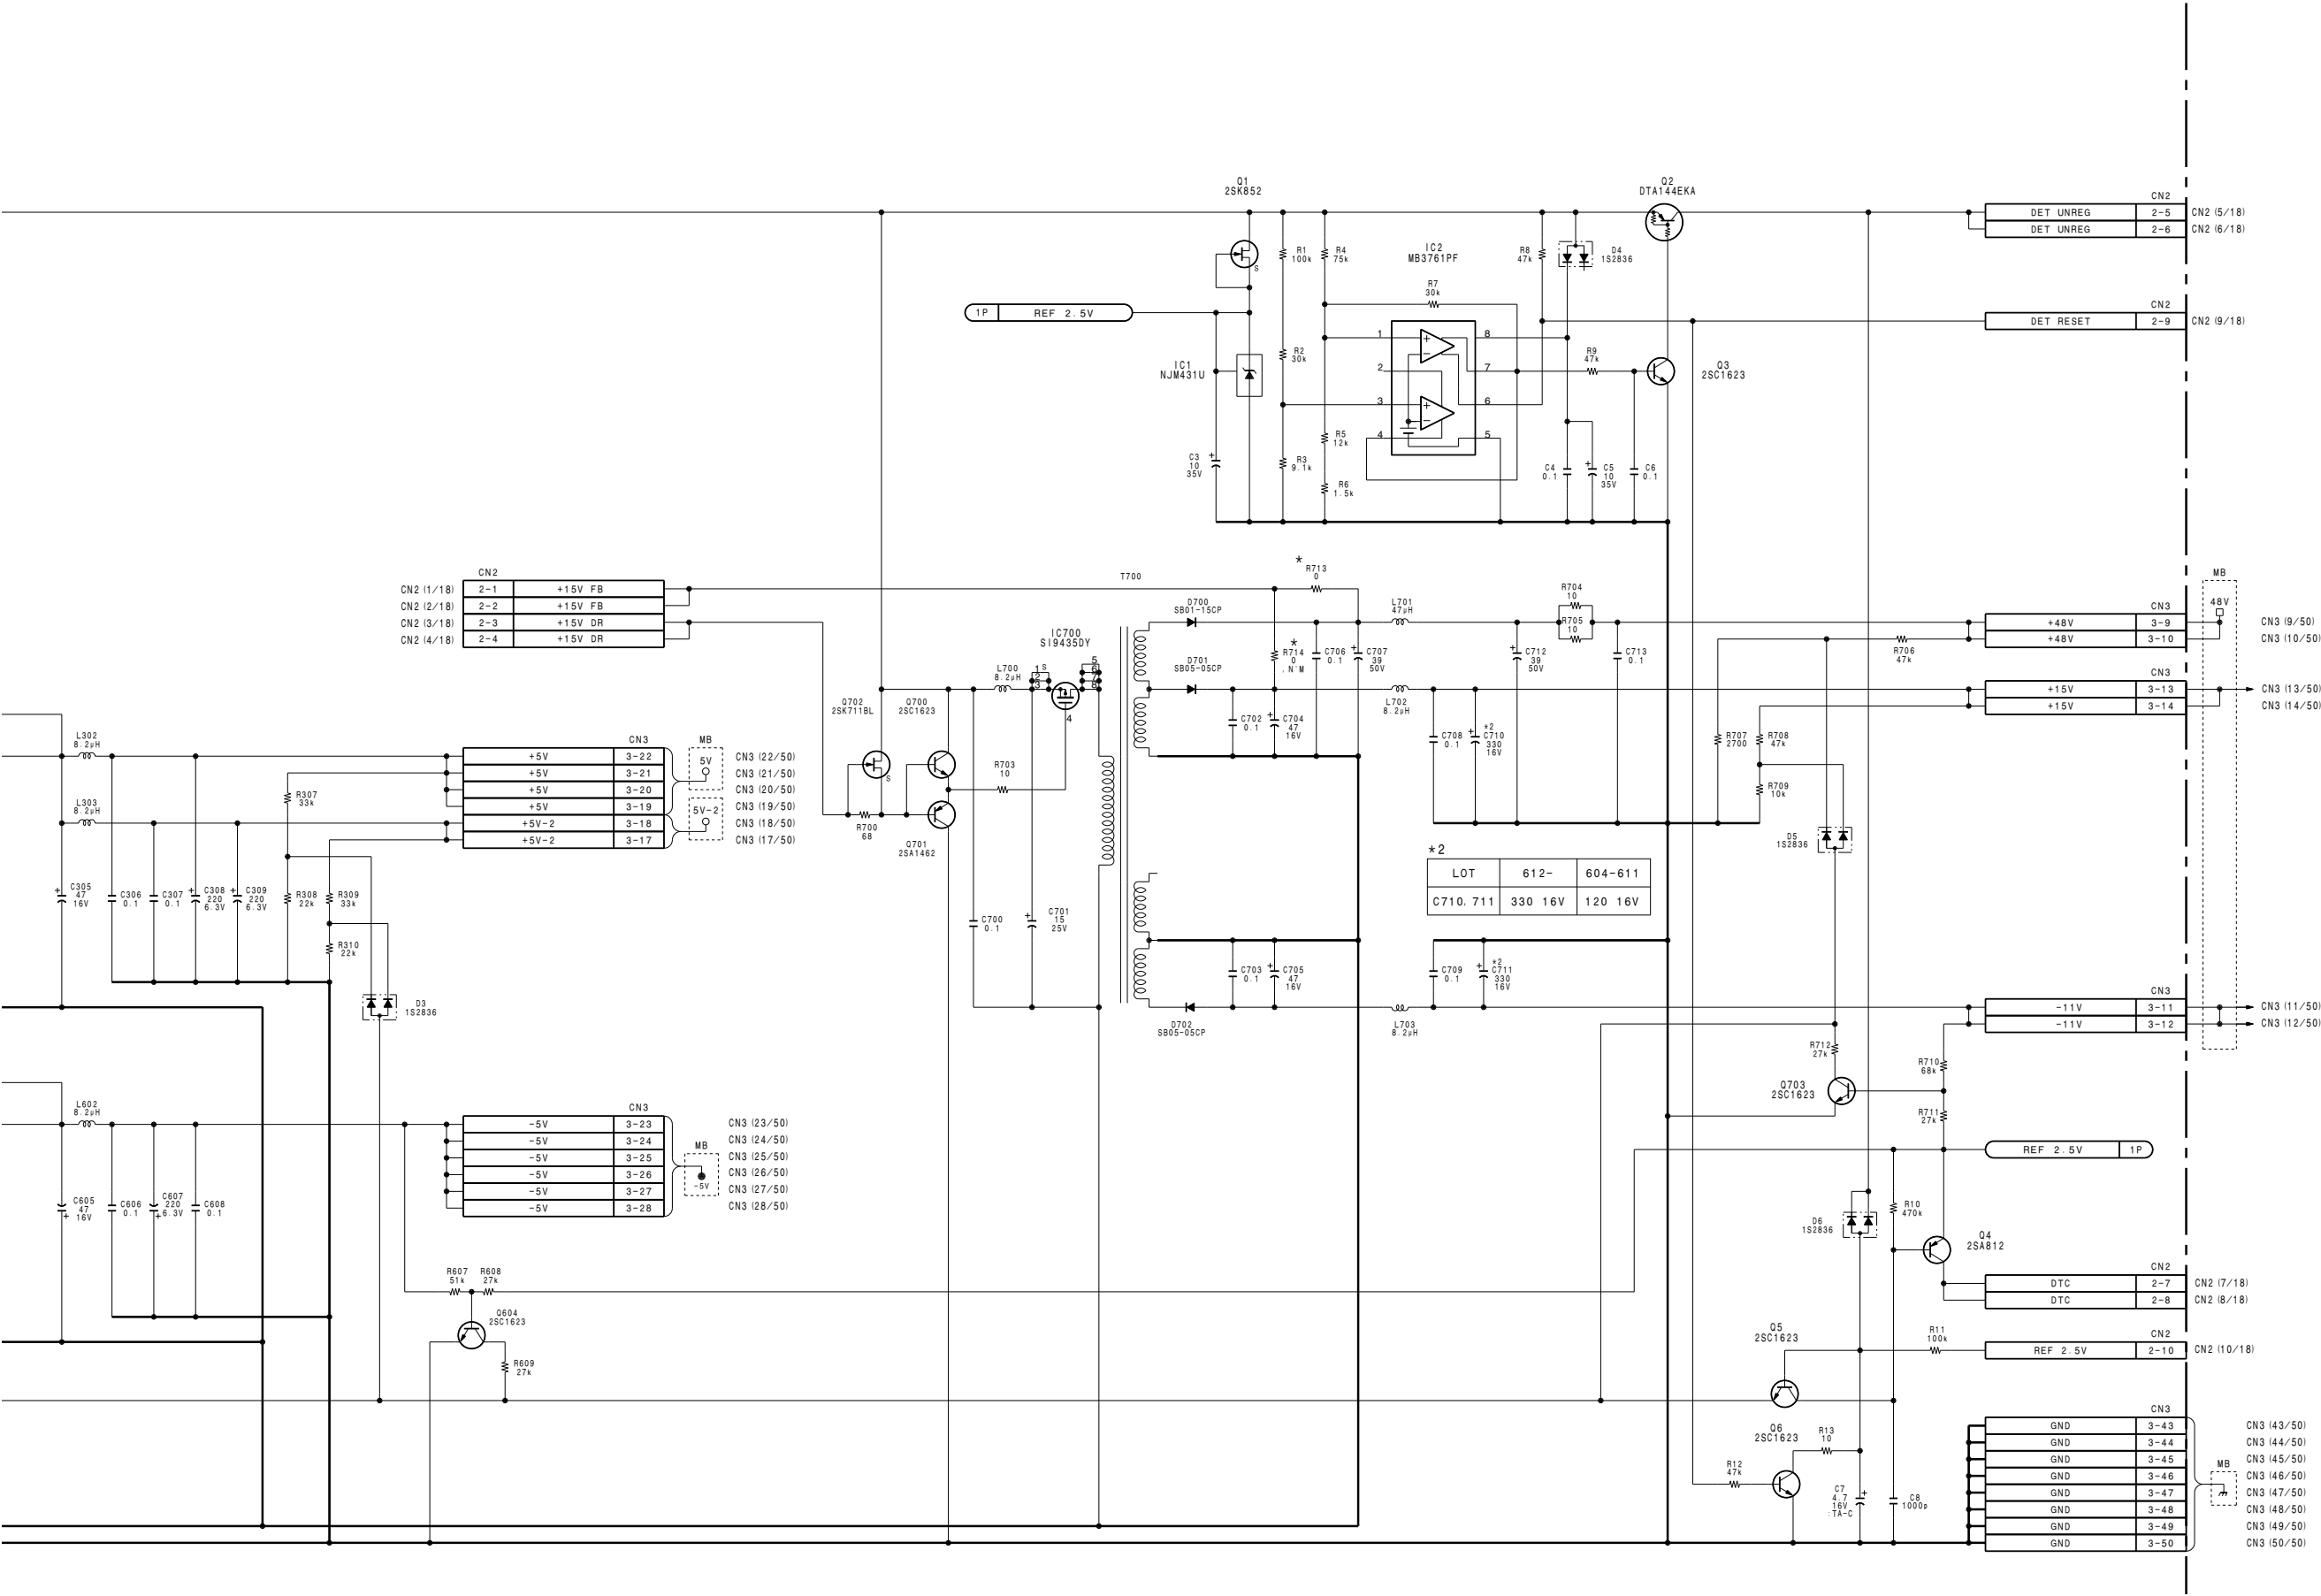 Q1
2SK852
Q2
DTA144EKA
CN2
DET UNREG 2-5 CN2 (5/18)
DET UNREG 2-6 CN2 (6/18)
R1
100k
R4
75k
IC2
MB3761PF
R8
47k
D4
1S2836
S
R7
30k
1P REF 2.5V
CN2
DET RESET 2-9 CN2 (9/18)
1 8
2 7
3 6
4 5
R2
30k
IC1
NJM431U
R9
47k
Q3
2SC1623
R5
12k
R3
9.1k
R6
1.5k
C3
10
35V
C4
0.1
C5
10
35V
C6
0.1
CN2
CN2 (1/18) 2-1 +15V FB
CN2 (2/18) 2-2 +15V FB
CN2 (3/18) 2-3 +15V DR
CN2 (4/18) 2-4 +15V DR
T700
*
R713
0
D700
SB01-15CP
L701
47μH
R704
10
R705
10
CN3
+48V 3-9 CN3 (9/50)
+48V 3-10 CN3 (10/50)
MB
48V
IC700
SI9435DY
L700
8.2μH
1 S
2
3
4
5
6
7
8
D701
SB05-05CP
*
R714
0
C706
0.1
C707
39
50V
C712
39
50V
C713
0.1
R706
47k
CN3
+15V 3-13 CN3 (13/50)
+15V 3-14 CN3 (14/50)
Q702
2SK711BL
Q700
2SC1623
C702
0.1
C704
47
16V
L702
8.2μH
C708
0.1
*2
C710
330
16V
R707
2700
R708
47k
R709
10k
L302
8.2μH
CN3
MB
5V
+5V 3-22 CN3 (22/50)
+5V 3-21 CN3 (21/50)
+5V 3-20 CN3 (20/50)
+5V 3-19 CN3 (19/50)
5V-2
+5V-2 3-18 CN3 (18/50)
+5V-2 3-17 CN3 (17/50)
S
R703
10
R307
33k
L303
8.2μH
R700
68
Q701
2SA1462
D5
1S2836
*2
LOT 612- 604-611
C710, 711 330 16V 120 16V
C305
47
16V
C306
0.1
C307
0.1
C308
220
6.3V
C309
220
6.3V
R308
22k
R309
33k
R310
22k
C700
0.1
C701
15
25V
C703
0.1
C705
47
16V
C709
0.1
*2
C711
330
16V
D3
1S2836
D702
SB05-05CP
L703
8.2μH
CN3
-11V 3-11 CN3 (11/50)
-11V 3-12 CN3 (12/50)
R712
27k
R710
68k
Q703
2SC1623
R711
27k
L602
8.2μH
CN3
-5V 3-23 CN3 (23/50)
-5V 3-24 CN3 (24/50)
-5V 3-25 CN3 (25/50)
-5V 3-26 CN3 (26/50)
-5V 3-27 CN3 (27/50)
-5V 3-28 CN3 (28/50)
MB
-5V
REF 2.5V 1P
C605
47
16V
C606
0.1
C607
220
6.3V
C608
0.1
D6
1S2836
R10
470k
Q4
2SA812
CN2
DTC 2-7 CN2 (7/18)
DTC 2-8 CN2 (8/18)
R607
51k
R608
27k
Q604
2SC1623
R609
27k
Q5
2SC1623
R11
100k
CN2
REF 2.5V 2-10 CN2 (10/18)
Q6
2SC1623
R13
10
R12
47k
C7
4.7
16V
:TA-C
C8
1000p
CN3
GND 3-43 CN3 (43/50)
GND 3-44 CN3 (44/50)
GND 3-45 CN3 (45/50)
GND 3-46 CN3 (46/50)
GND 3-47 CN3 (47/50)
GND 3-48 CN3 (48/50)
GND 3-49 CN3 (49/50)
GND 3-50 CN3 (50/50)
MB